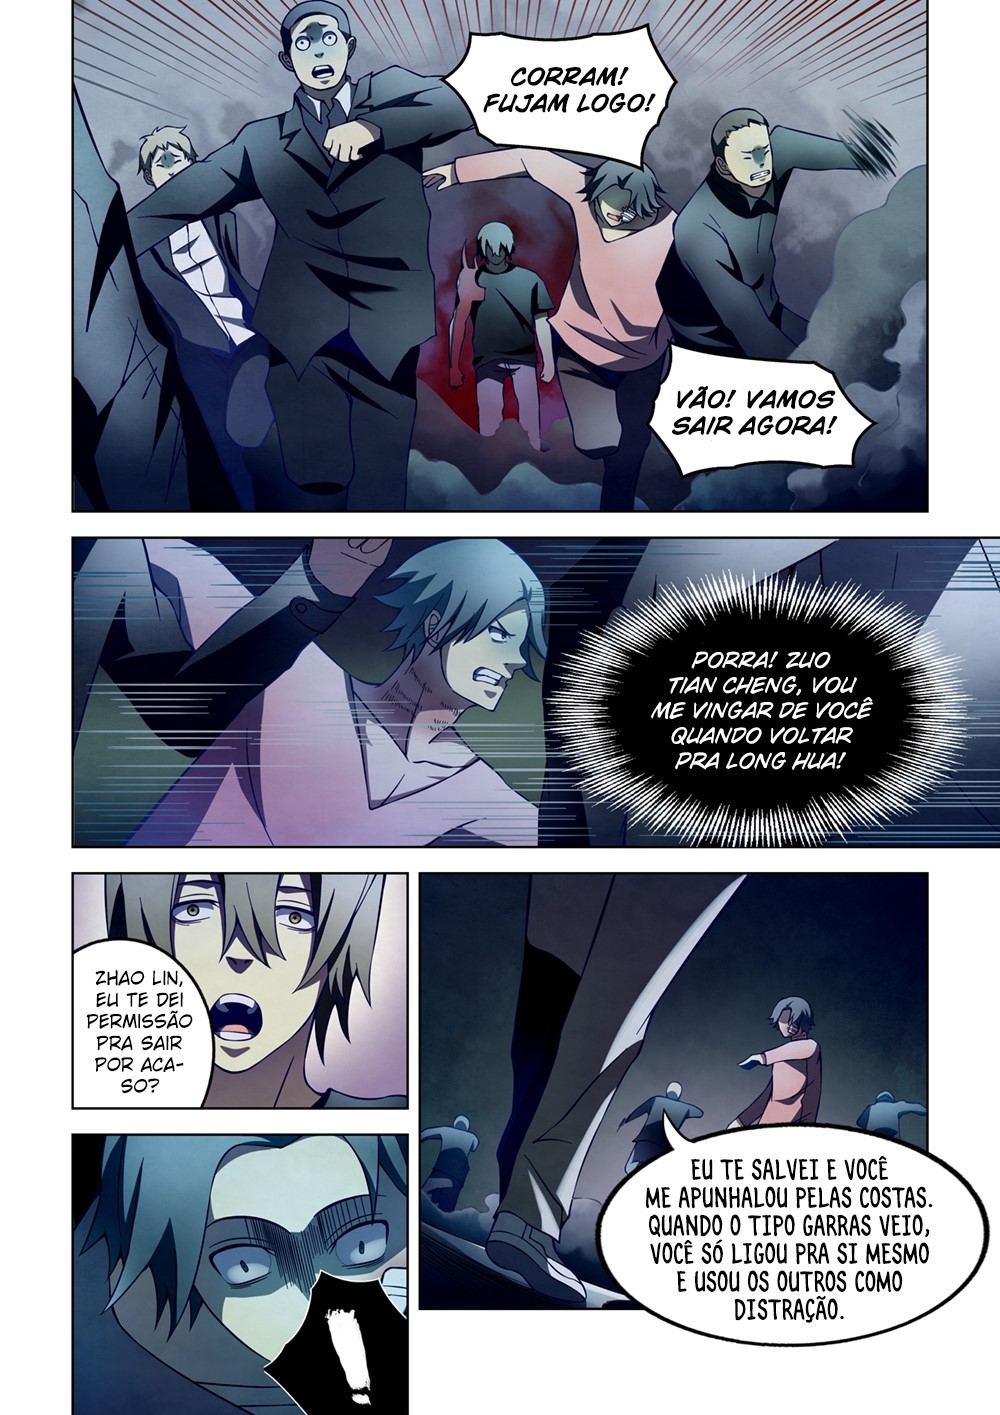 CORRAM!
FUJAM LOGO!
VÃO! VAMOS
SAIR AGORA!
PORRA! ZUO
TIAN CHENG, VOU
ME VINGAR DE VOCÊ
QUANDO VOLTAR
PRA LONG HUA!
ZHAO LIN,
EU TE DEI
PERMISSÃO
PRA SAIR
POR ACA-
SO?
EU TE SALVEI E VOCÊ
ME APUNHALOU PELAS COSTAS.
QUANDO O TIPO GARRAS VEIO,
VOCÊ SÓ LIGOU PRA SI MESMO
E USOU OS OUTROS COMO
DISTRAÇÃO.
!